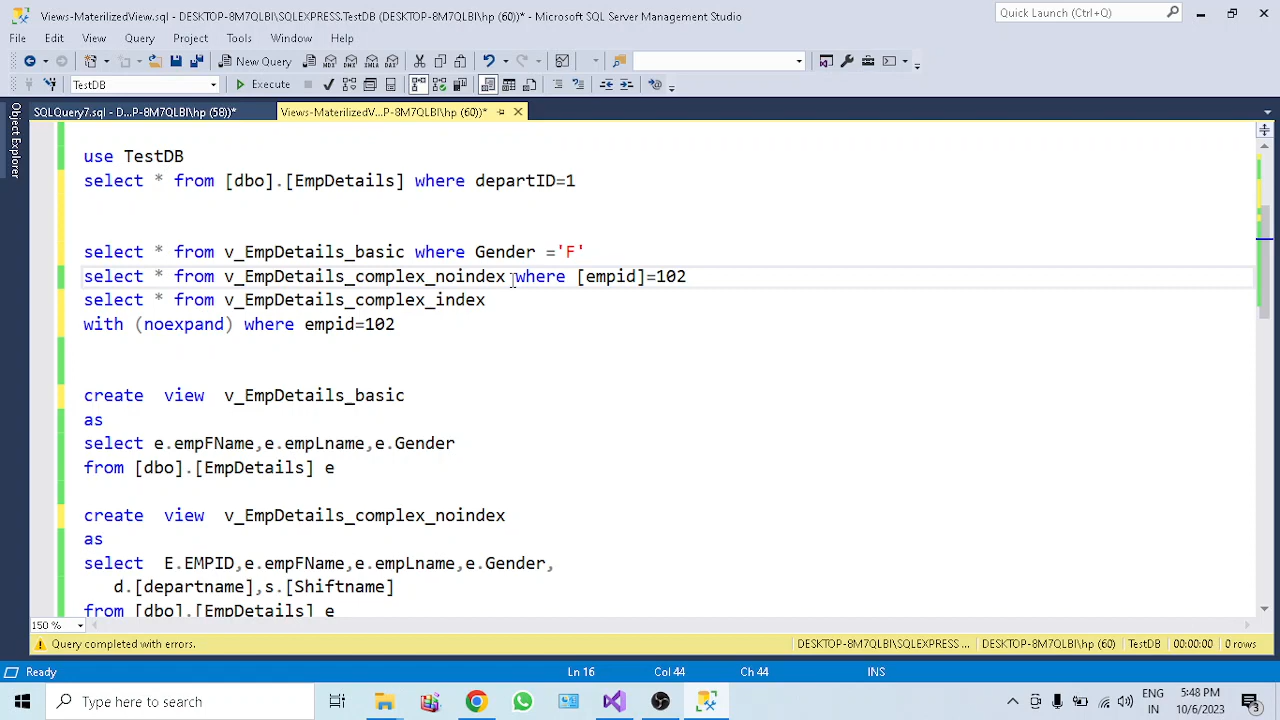 Views-MaterilizedView.sql - DESKTOP-8M7QLBI\SQLEXPRESS.TestDB (DESKTOP-8M7QLBI\hp (60))* - Microsoft SQL Server Management Studio
Quick Launch (Ctrl+Q)
File Edit View Query Project Tools Window Help
New Query
TestDB
Execute
SQLQuery7.sql - D...P-8M7QLBI\hp (58))*
Views-MaterilizedV...P-8M7QLBI\hp (60))*
Object Explorer
use TestDB
select * from [dbo].[EmpDetails] where departID=1
select * from v_EmpDetails_basic where Gender ='F'
select * from v_EmpDetails_complex_noindex where [empid]=102
select * from v_EmpDetails_complex_index
with (noexpand) where empid=102
create view v_EmpDetails_basic
as
select e.empFName,e.empLname,e.Gender
from [dbo].[EmpDetails] e
create view v_EmpDetails_complex_noindex
as
select E.EMPID,e.empFName,e.empLname,e.Gender,
d.[departname],s.[Shiftname]
from [dbo].[EmpDetails] e
150 %
Query completed with errors.
DESKTOP-8M7QLBI\SQLEXPRESS ... DESKTOP-8M7QLBI\hp (60) TestDB 00:00:00 0 rows
Ready
Ln 16 Col 44 Ch 44 INS
Type here to search
ENG 5:48 PM
IN 10/6/2023
3